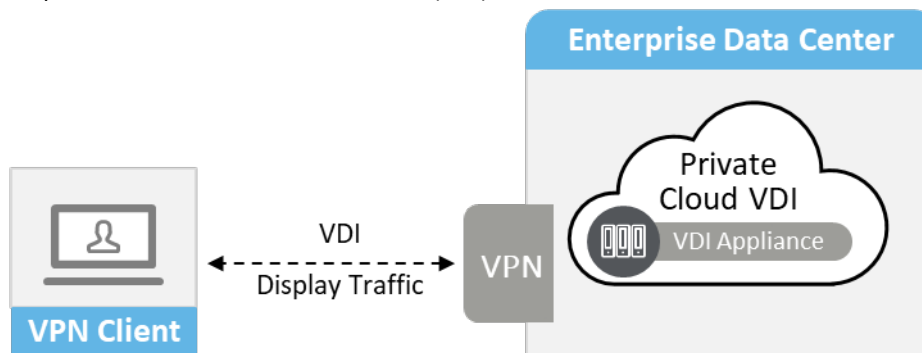 Enterprise Data Center
Private
Cloud VDI
VDI Appliance
VDI
Display Traffic
VPN
VPN Client